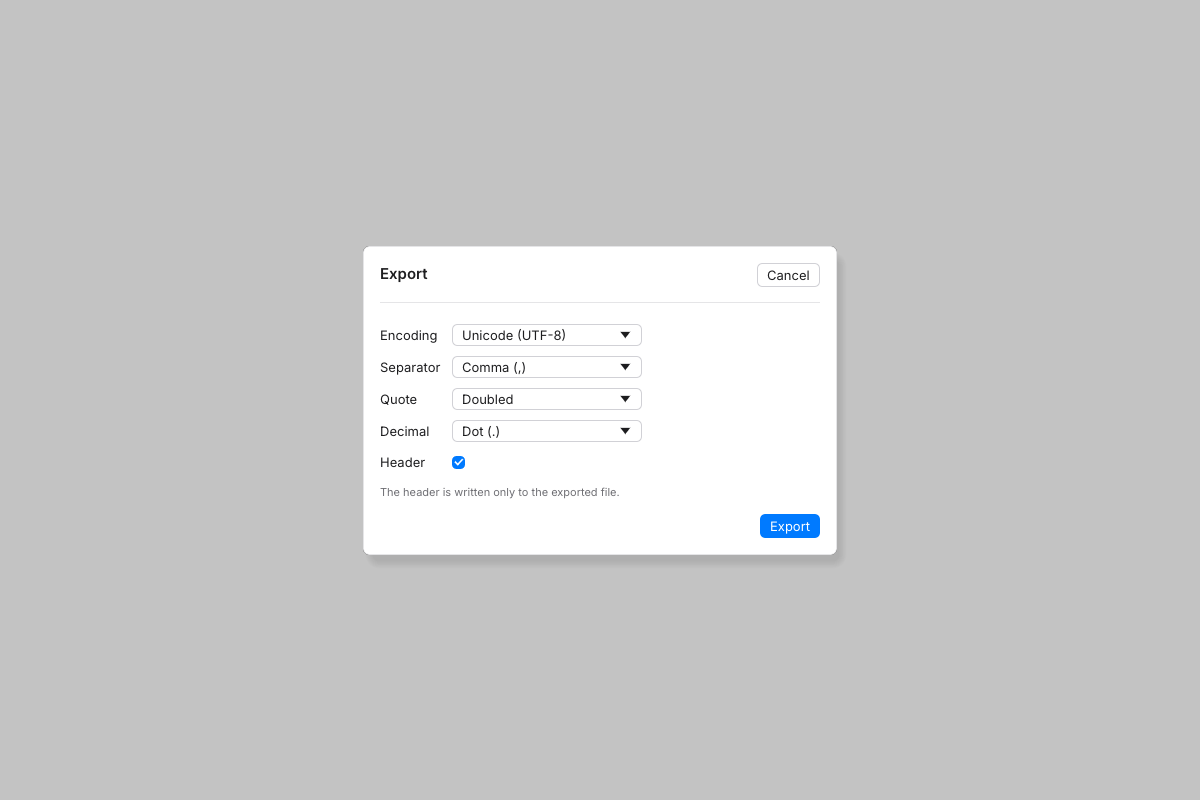 Export
Cancel
Encoding Unicode (UTF-8)
Separator Comma (,)
Quote Doubled
Decimal Dot (.)
Header
The header is written only to the exported file.
Export